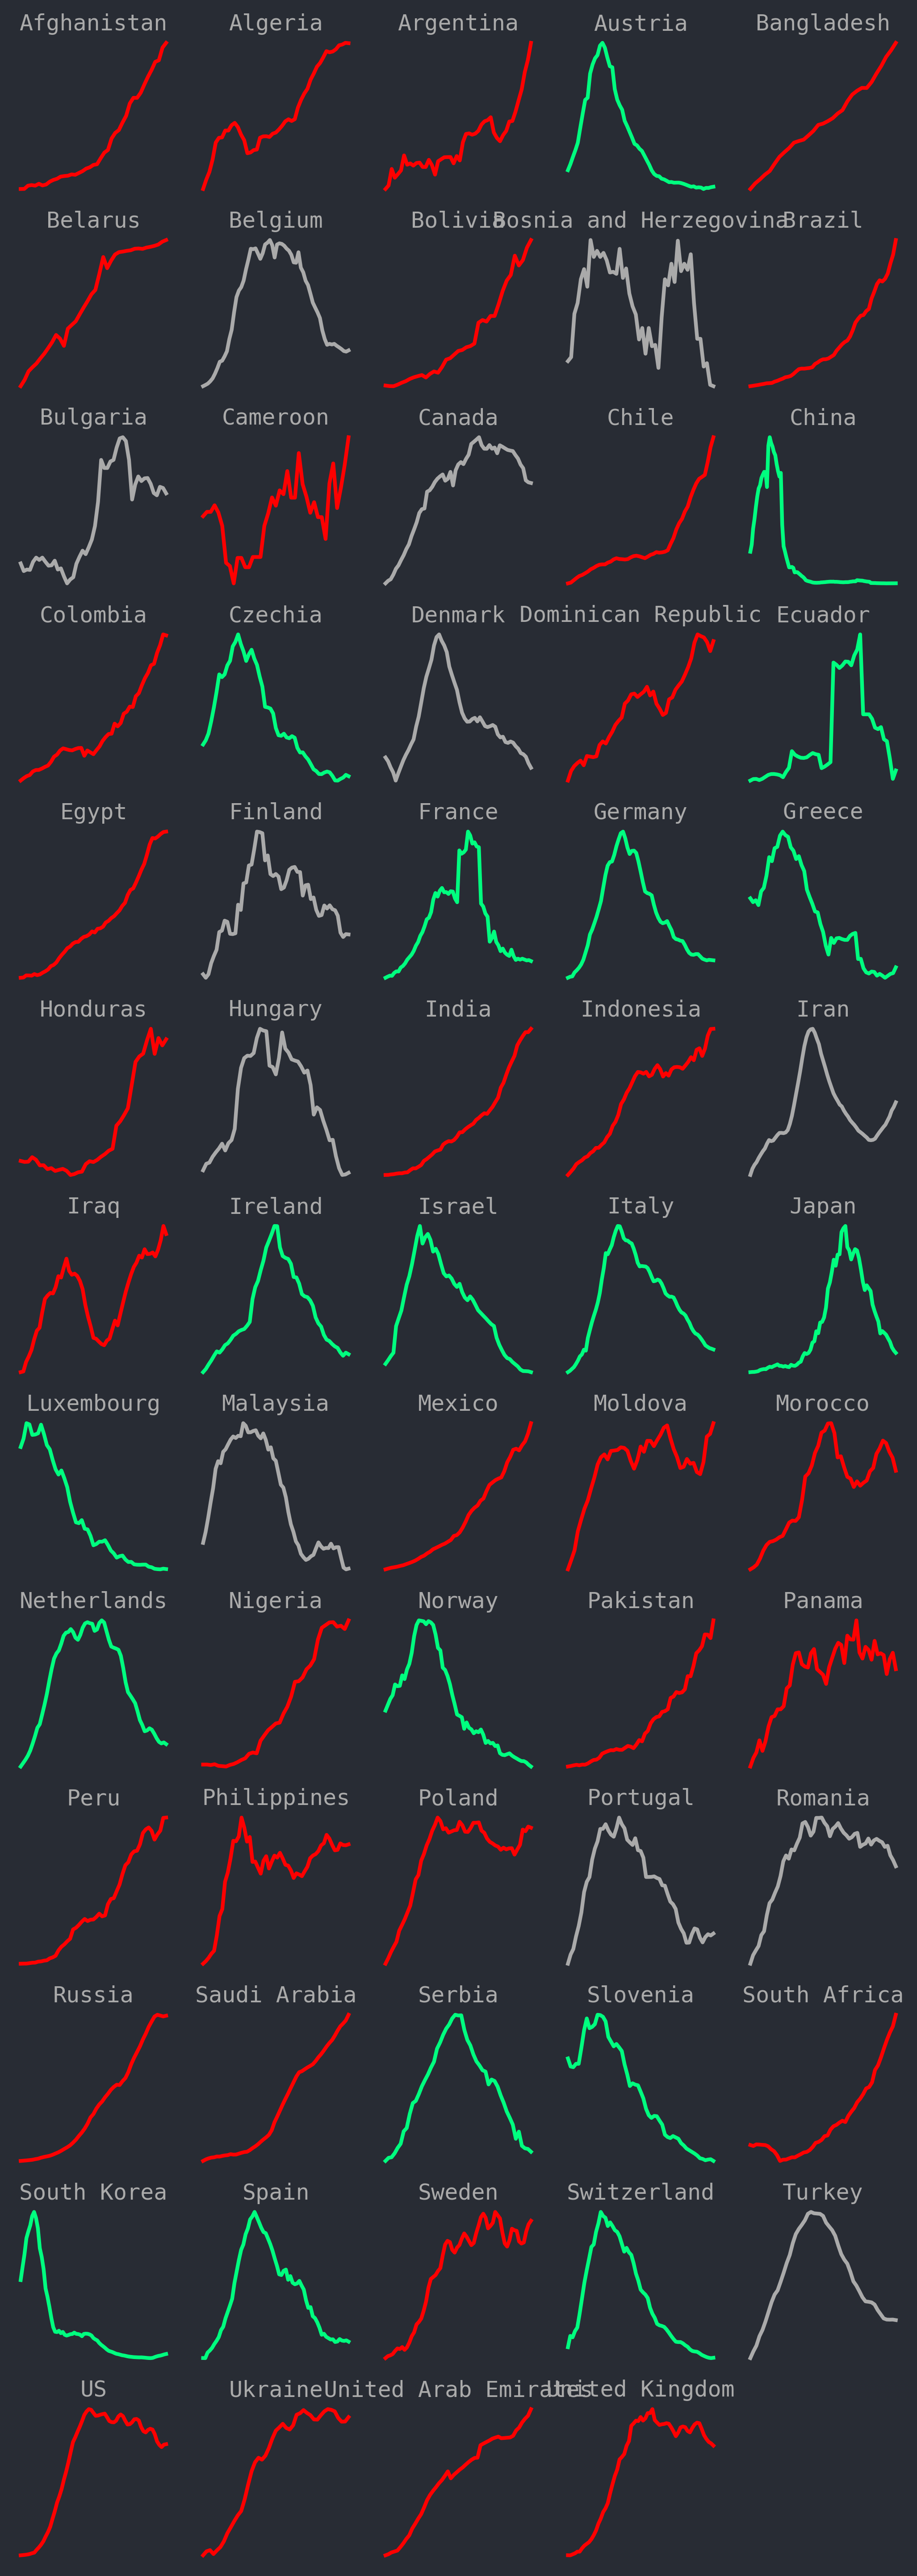 Afghanistan Algeria Argentina Austria Bangladesh
Belarus Belgium Bolivia Bosnia and Herzegovina Brazil
Bulgaria Cameroon Canada Chile China
Colombia Czechia Denmark Dominican Republic Ecuador
Egypt Finland France Germany Greece
Honduras Hungary India Indonesia Iran
Iraq Ireland Israel Italy Japan
Luxembourg Malaysia Mexico Moldova Morocco
Netherlands Nigeria Norway Pakistan Panama
Peru Philippines Poland Portugal Romania
Russia Saudi Arabia Serbia Slovenia South Africa
South Korea Spain Sweden Switzerland Turkey
US Ukraine United Arab Emirates United Kingdom